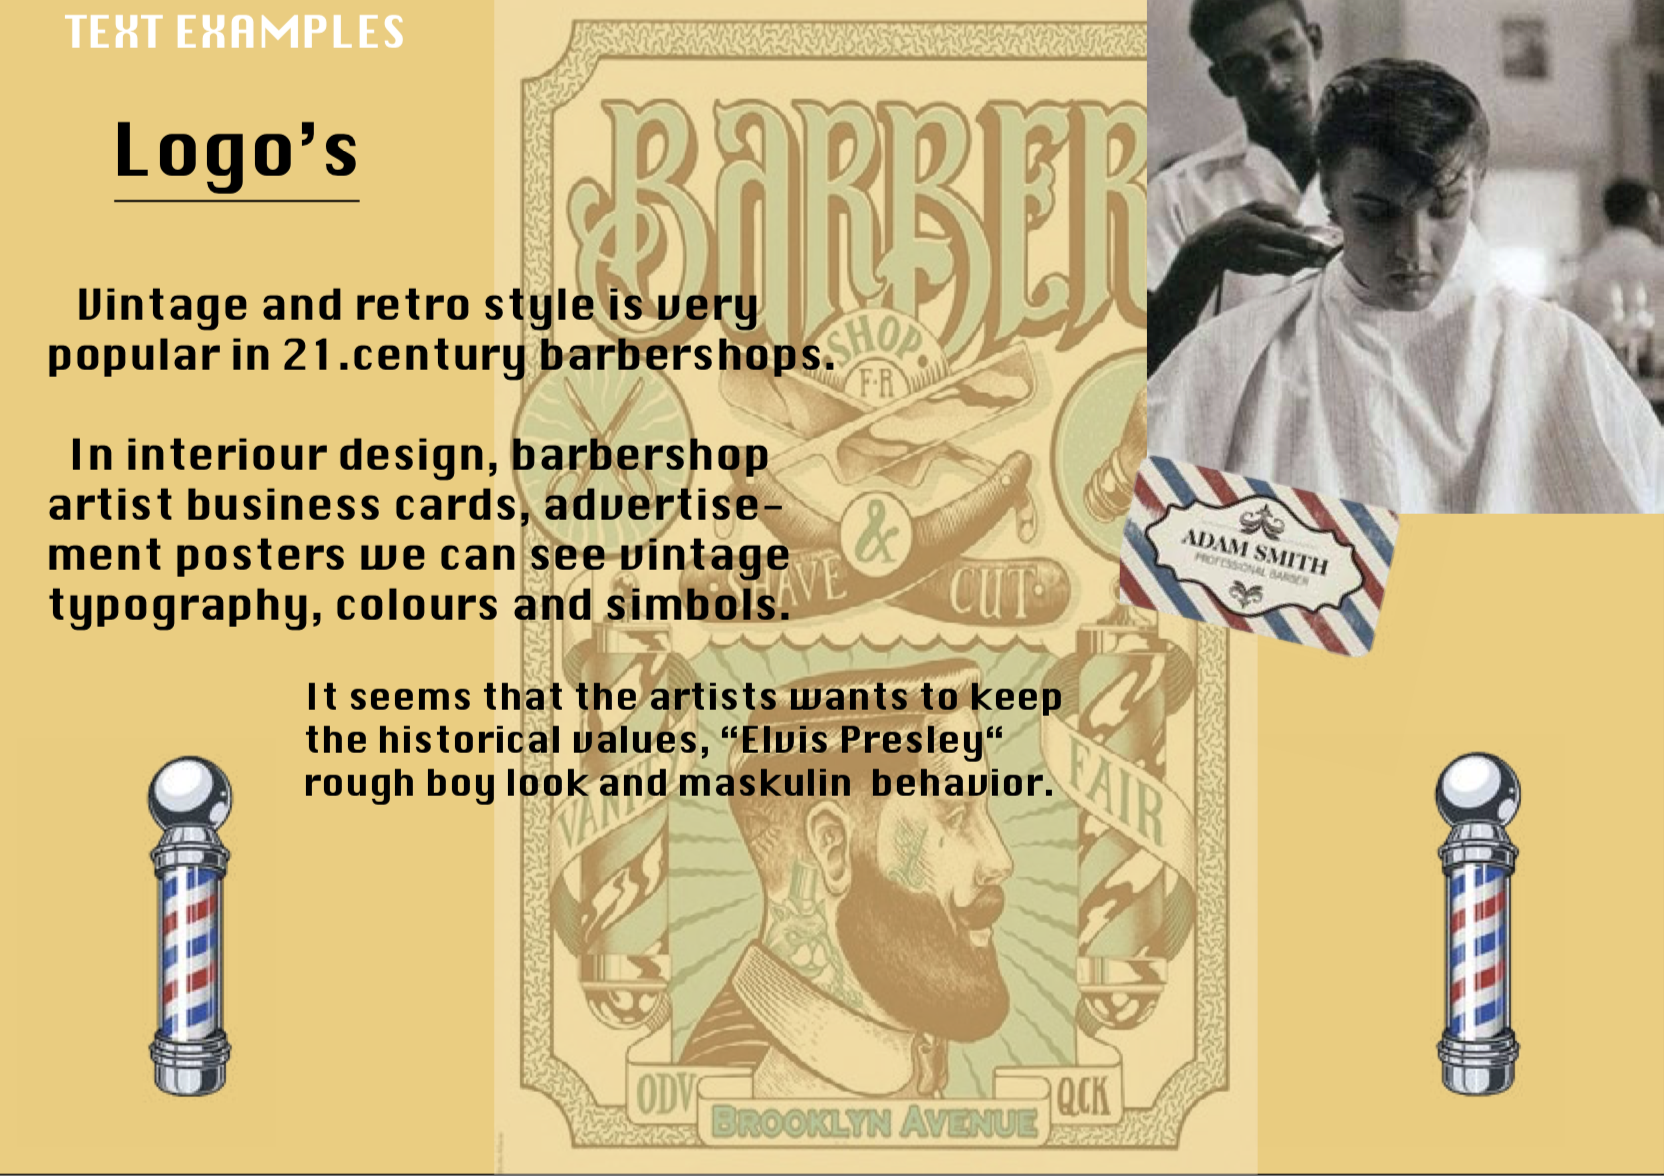 TEXT EXAMPLES
Logo’s
Vintage and retro style is very
popular in 21.century barbershops.
In interiour design, barbershop
artist business cards, advertise-
ment posters we can see vintage
typography, colours and simbols.
It seems that the artists wants to keep
the historical values, “Elvis Presley“
rough boy look and maskulin behavior.
BARBER
SHOP
F·R
&
SHAVE
CUT
FAIR
ODV
QCK
BROOKLYN AVENUE
ADAM SMITH
PROFESSIONAL BARBER